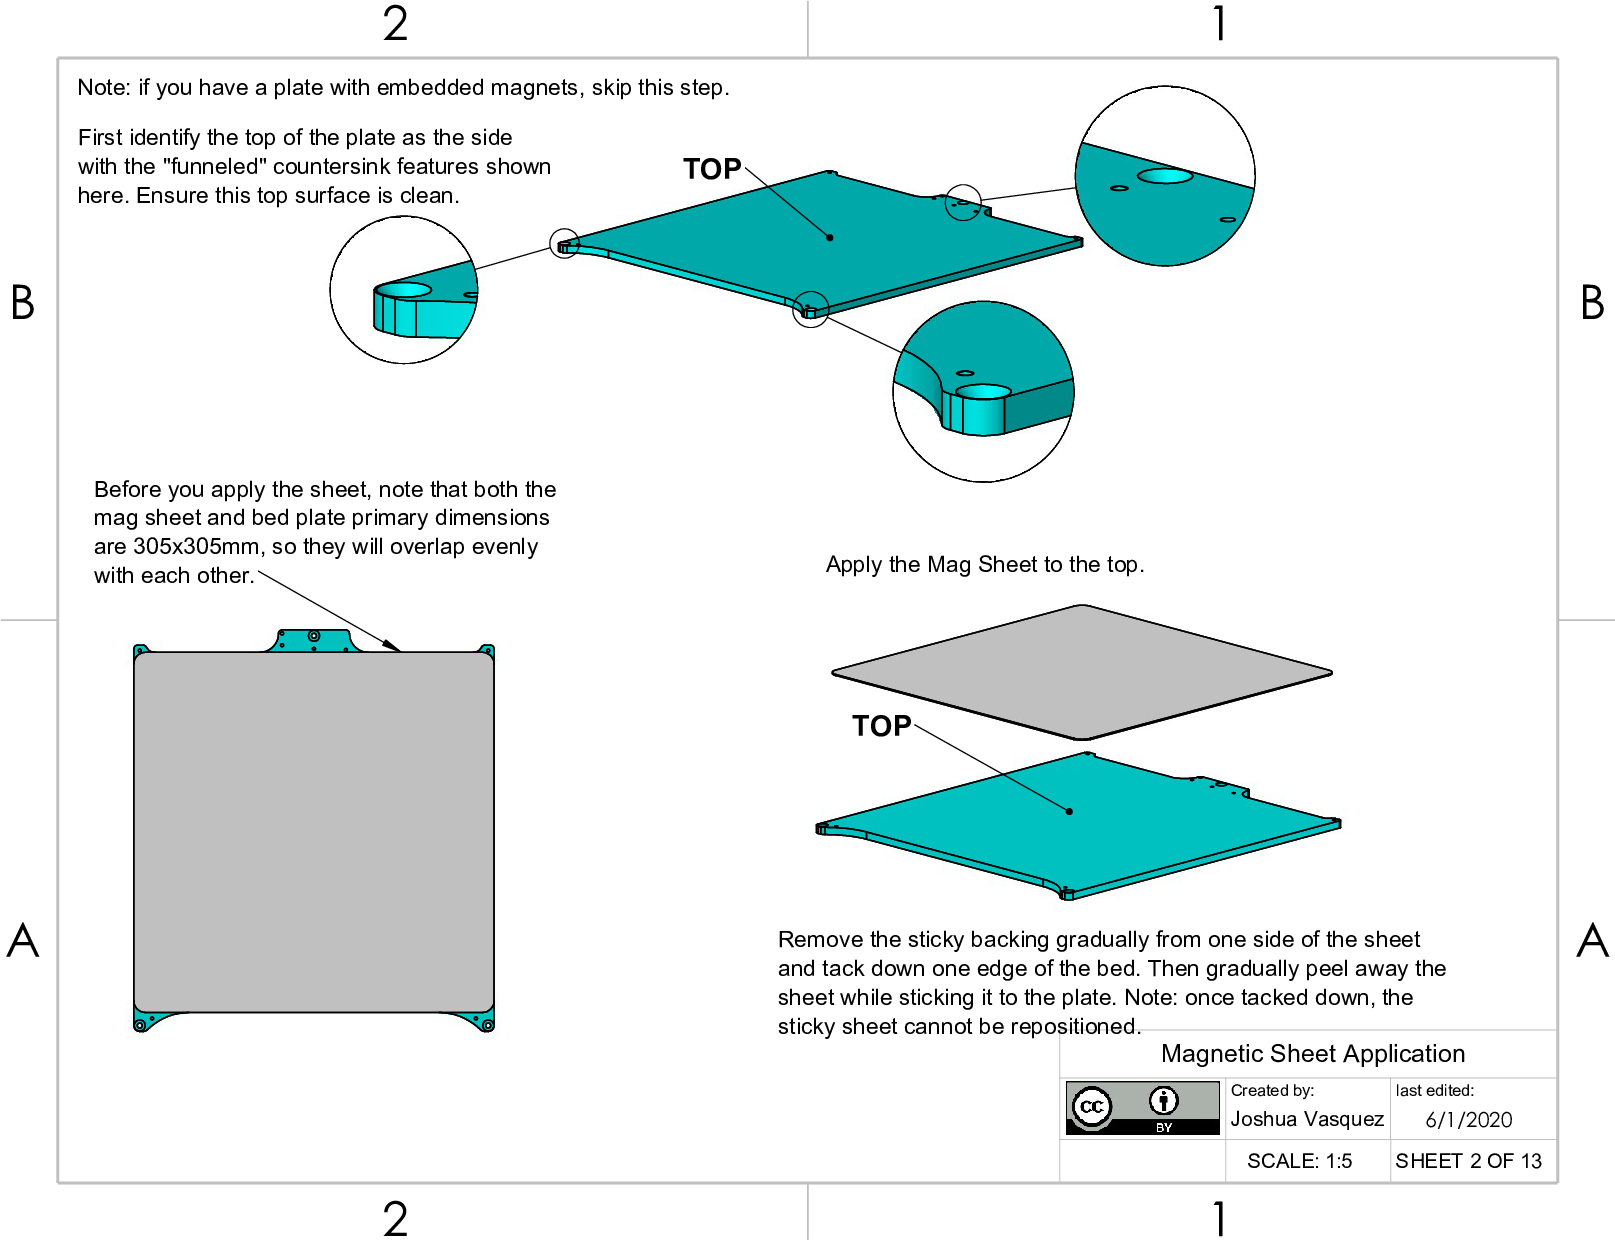 2
1
Note: if you have a plate with embedded magnets, skip this step.
First identify the top of the plate as the side
with the "funneled" countersink features shown
here. Ensure this top surface is clean.
TOP
B
B
Before you apply the sheet, note that both the
mag sheet and bed plate primary dimensions
are 305x305mm, so they will overlap evenly
with each other.
Apply the Mag Sheet to the top.
TOP
A
A
Remove the sticky backing gradually from one side of the sheet
and tack down one edge of the bed. Then gradually peel away the
sheet while sticking it to the plate. Note: once tacked down, the
sticky sheet cannot be repositioned.
Magnetic Sheet Application
cc
BY
Created by:
Joshua Vasquez
last edited:
6/1/2020
SCALE: 1:5
SHEET 2 OF 13
2
1